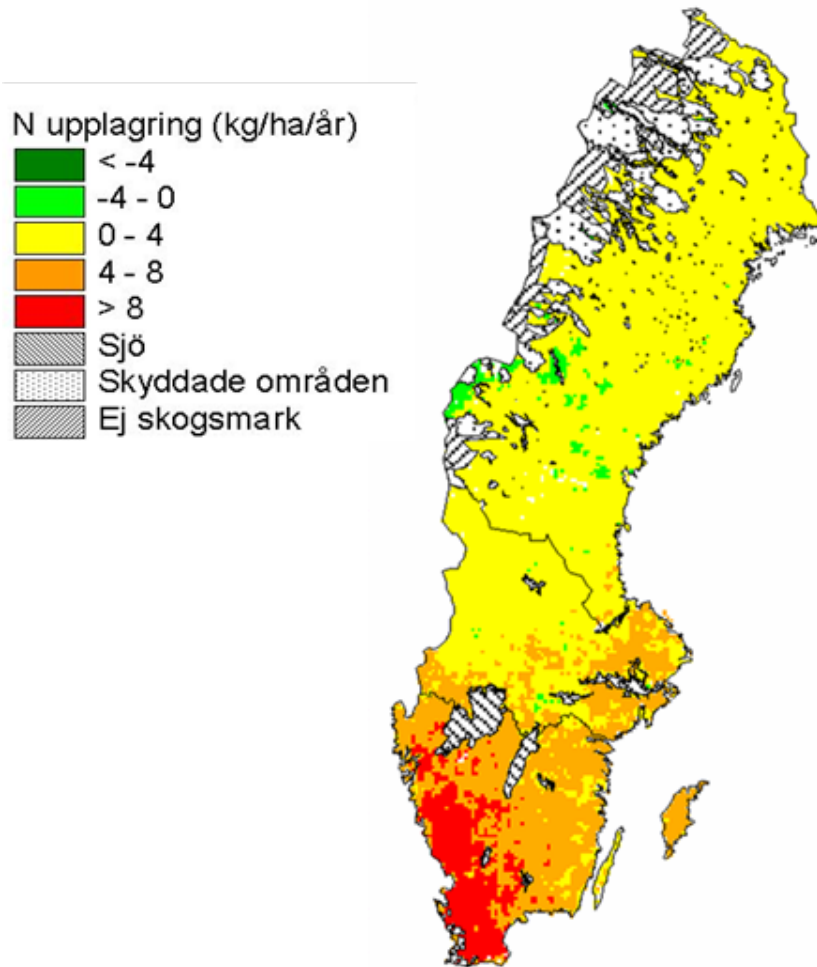 N upplagring (kg/ha/år)
< -4
-4 - 0
0 - 4
4 - 8
> 8
Sjö
Skyddade områden
Ej skogsmark